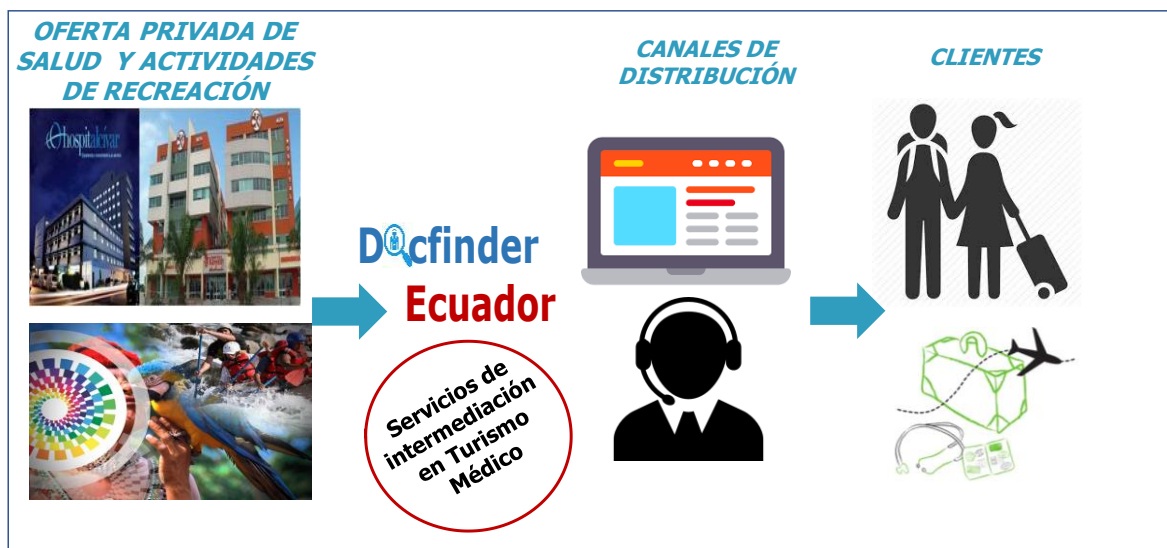 OFERTA PRIVADA DE
SALUD Y ACTIVIDADES
DE RECREACIÓN
hospitalcívar
CANALES DE
DISTRIBUCIÓN
CLIENTES
Docfinder
Ecuador
Servicios de
intermediación
en Turismo
Médico